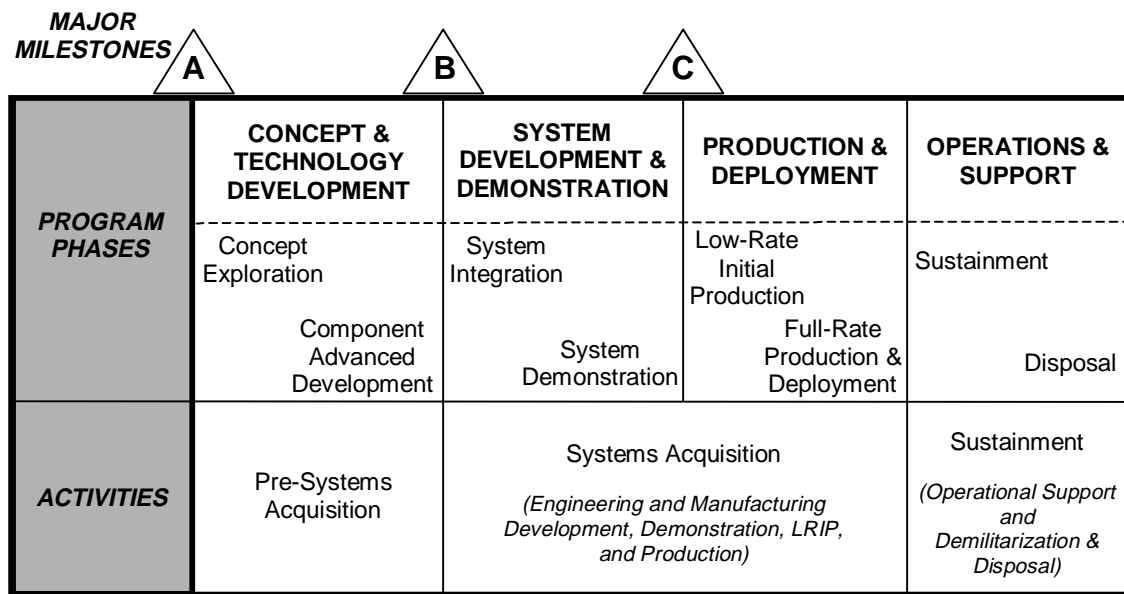 MAJOR
MILESTONES
A
B
C
PROGRAM
PHASES
CONCEPT &
TECHNOLOGY
DEVELOPMENT
SYSTEM
DEVELOPMENT &
DEMONSTRATION
PRODUCTION &
DEPLOYMENT
OPERATIONS &
SUPPORT
Concept
Exploration
Component
Advanced
Development
System
Integration
System
Demonstration
Low-Rate
Initial
Production
Full-Rate
Production &
Deployment
Sustainment
Disposal
ACTIVITIES
Pre-Systems
Acquisition
Systems Acquisition
(Engineering and Manufacturing
Development, Demonstration, LRIP,
and Production)
Sustainment
(Operational Support
and
Demilitarization &
Disposal)